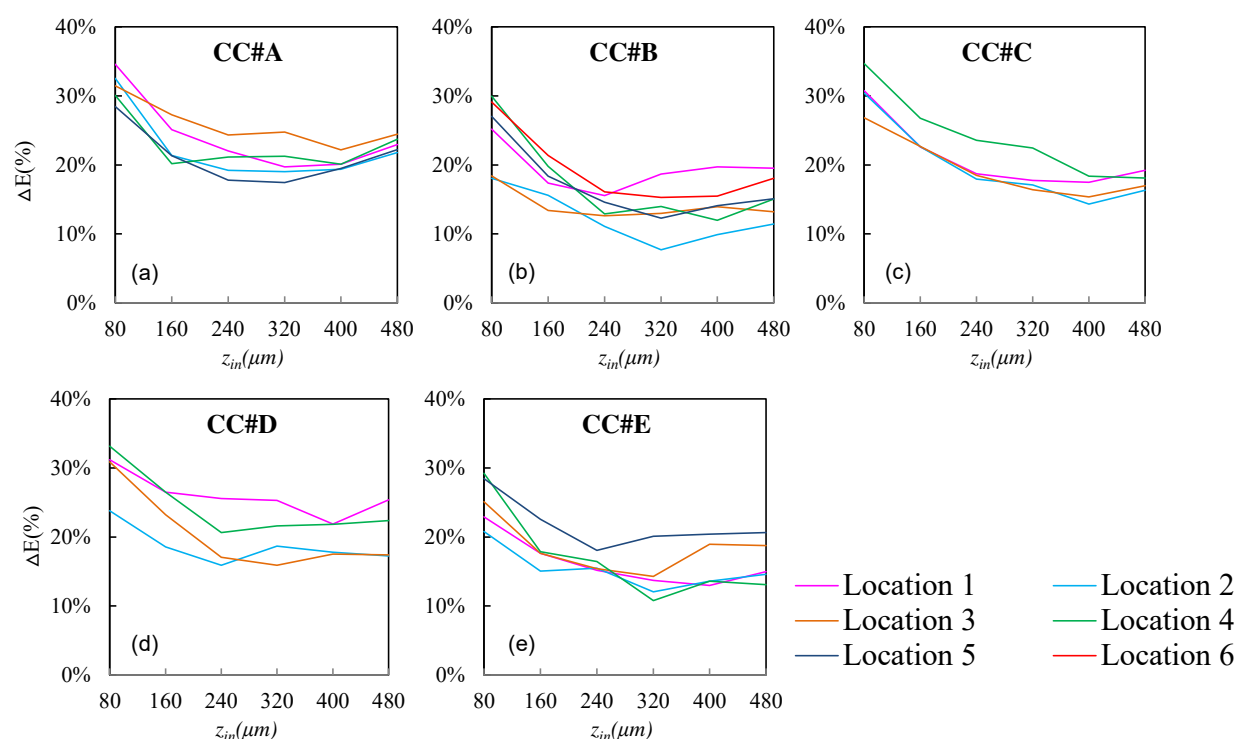 CC#A
40%
30%
20%
10%
0%
ΔE(%)
(a)
80 160 240 320 400 480
z_in(μm)
CC#B
40%
30%
20%
10%
0%
(b)
80 160 240 320 400 480
z_in(μm)
CC#C
40%
30%
20%
10%
0%
(c)
80 160 240 320 400 480
z_in(μm)
CC#D
40%
30%
20%
10%
0%
ΔE(%)
(d)
80 160 240 320 400 480
z_in(μm)
CC#E
40%
30%
20%
10%
0%
(e)
80 160 240 320 400 480
z_in(μm)
Location 1
Location 2
Location 3
Location 4
Location 5
Location 6